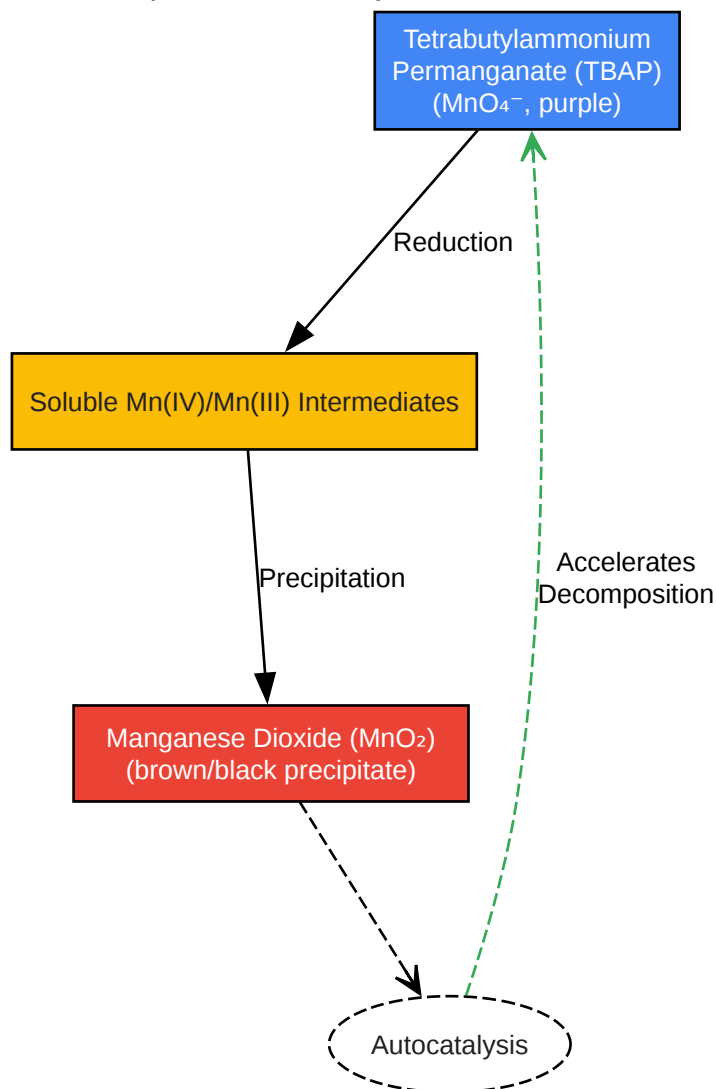 Tetrabutylammonium
Permanganate (TBAP)
(MnO₄⁻, purple)
Reduction
Soluble Mn(IV)/Mn(III) Intermediates
Precipitation
Accelerates
Decomposition
Manganese Dioxide (MnO₂)
(brown/black precipitate)
Autocatalysis